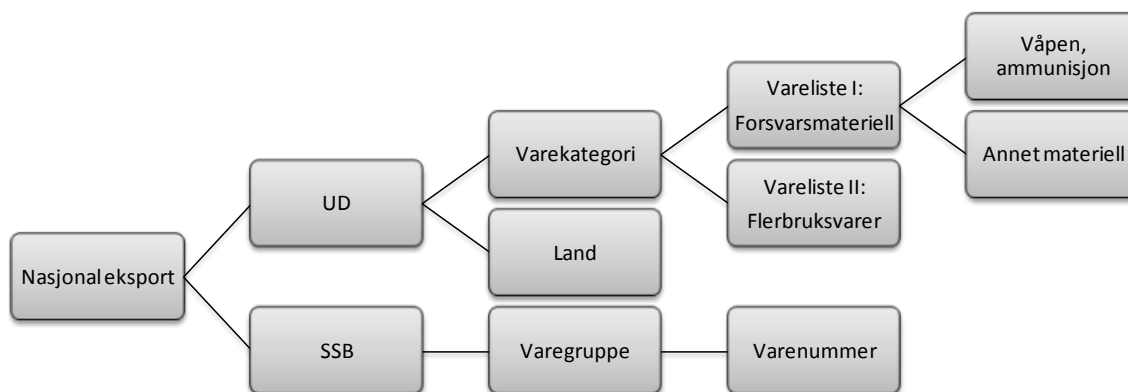 Nasjonal eksport
UD
SSB
Varekategori
Land
Varegruppe
Vareliste I:
Forsvarsmateriell
Vareliste II:
Flerbruksvarer
Varenummer
Våpen,
ammunisjon
Annet materiell